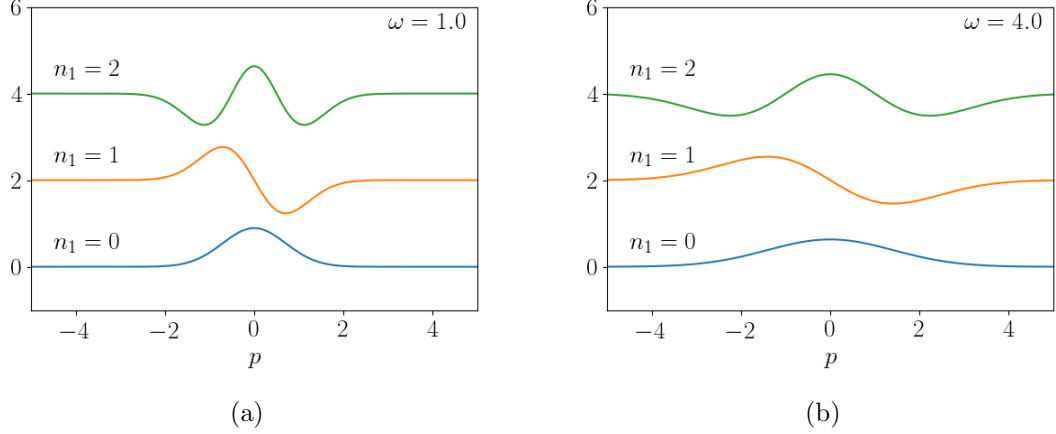 6
4
2
0
ω = 1.0
n₁ = 2
n₁ = 1
n₁ = 0
−4 −2 0 2 4
p
(a)
6
4
2
0
ω = 4.0
n₁ = 2
n₁ = 1
n₁ = 0
−4 −2 0 2 4
p
(b)